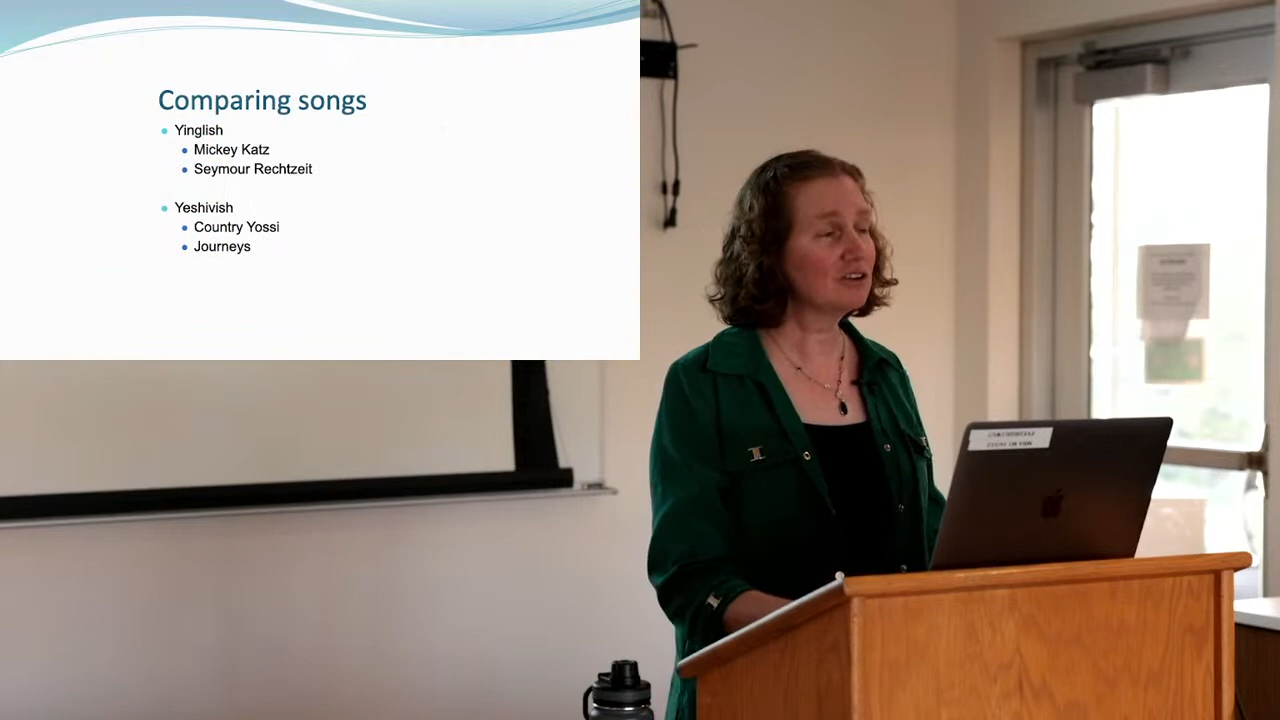 Comparing songs
Yinglish
Mickey Katz
Seymour Rechtzeit
Yeshivish
Country Yossi
Journeys